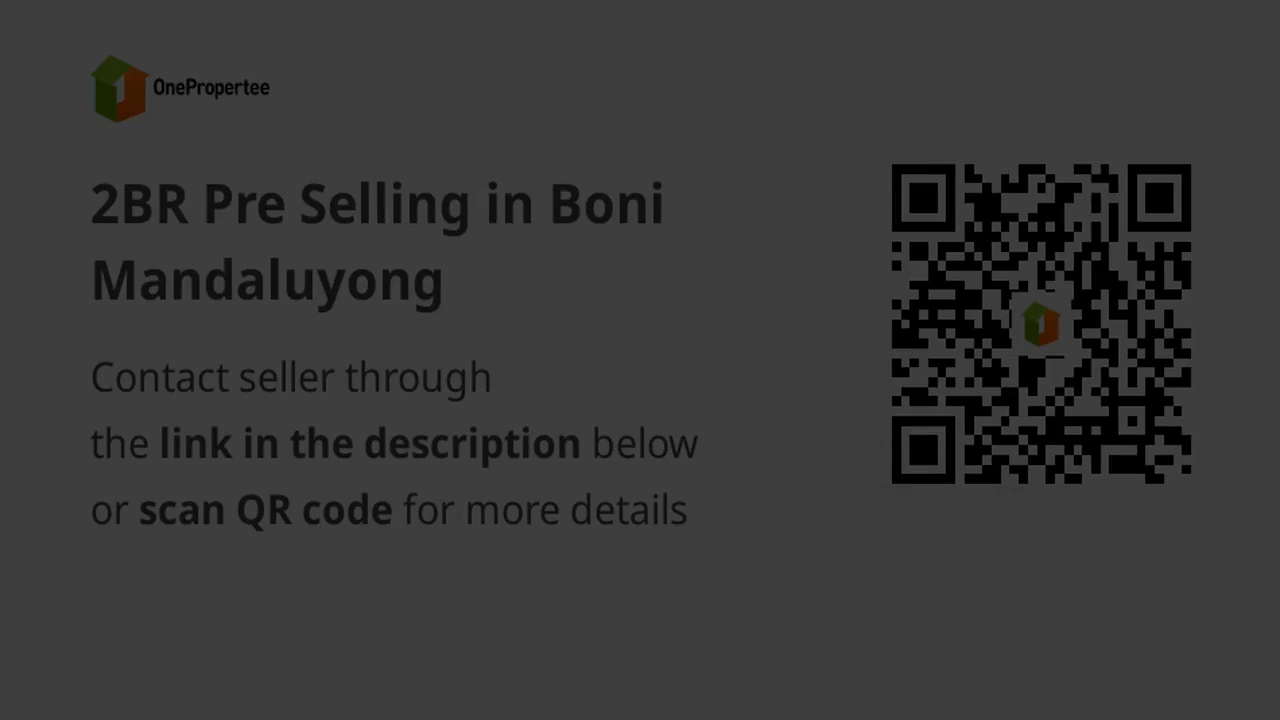 OnePropertee
2BR Pre Selling in Boni
Mandaluyong
Contact seller through
the link in the description below
or scan QR code for more details